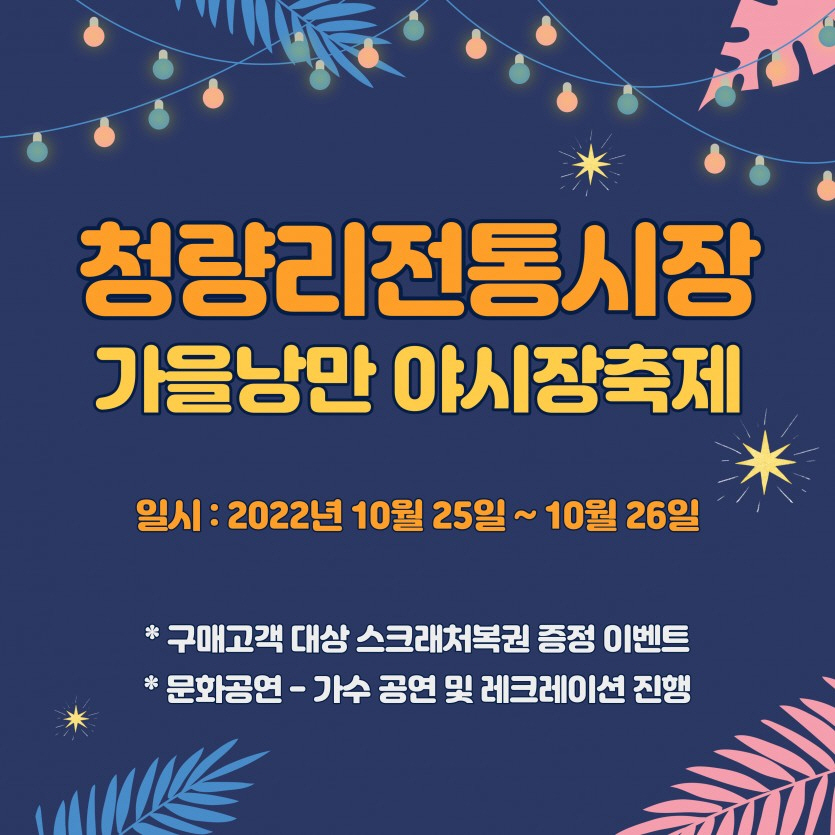 청량리전통시장
가을낭만 야시장축제
일시 : 2022년 10월 25일 ~ 10월 26일
* 구매고객 대상 스크래처복권 증정 이벤트
* 문화공연 - 가수 공연 및 레크레이션 진행